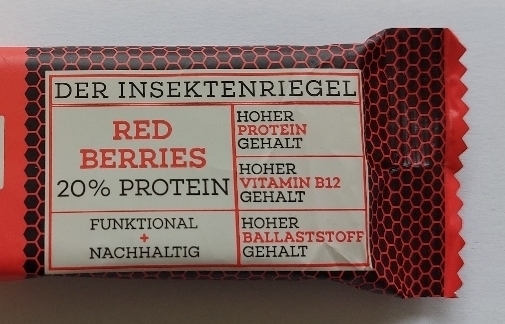 DER INSEKTENRIEGEL
RED
BERRIES
20% PROTEIN
FUNKTIONAL
+
NACHHALTIG
HOHER
PROTEIN
GEHALT
HOHER
VITAMIN B12
GEHALT
HOHER
BALLASTSTOFF
GEHALT